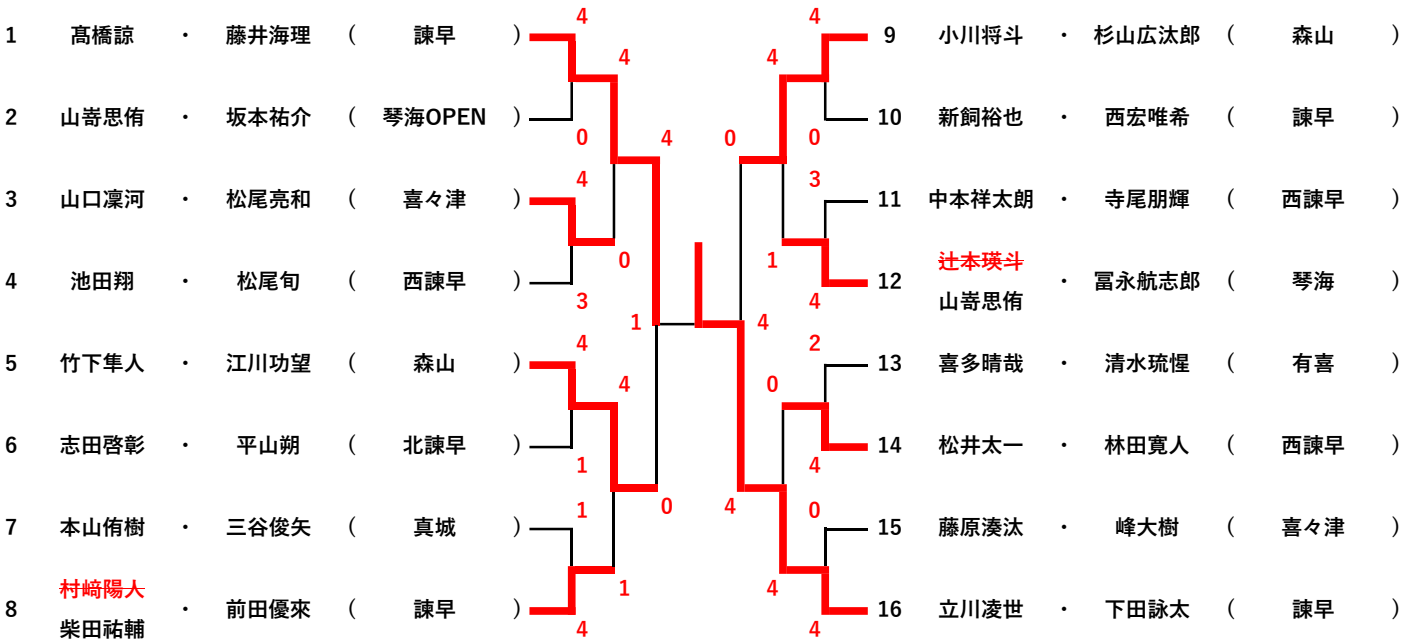 1 髙橋諒 ・ 藤井海理 ( 諫早 ) 4
4
2 山嵜思侑 ・ 坂本祐介 ( 琴海OPEN ) 0
4
3 山口凜河 ・ 松尾亮和 ( 喜々津 ) 4
0
4 池田翔 ・ 松尾旬 ( 西諫早 ) 3
1
5 竹下隼人 ・ 江川功望 ( 森山 ) 4
4
6 志田啓彰 ・ 平山朔 ( 北諫早 ) 1
0
7 本山侑樹 ・ 三谷俊矢 ( 真城 ) 1
1
村﨑陽人
8 ・ 前田優來 ( 諫早 ) 4
柴田祐輔
4 9 小川将斗 ・ 杉山広汰郎 ( 森山 )
4
0 10 新飼裕也 ・ 西宏唯希 ( 諫早 )
0
3 11 中本祥太朗 ・ 寺尾朋輝 ( 西諫早 )
1
辻本瑛斗
4 12 ・ 冨永航志郎 ( 琴海 )
山嵜思侑
4
2 13 喜多晴哉 ・ 清水琉惺 ( 有喜 )
0
4 14 松井太一 ・ 林田寛人 ( 西諫早 )
4
0 15 藤原湊汰 ・ 峰大樹 ( 喜々津 )
4
4 16 立川凌世 ・ 下田詠太 ( 諫早 )